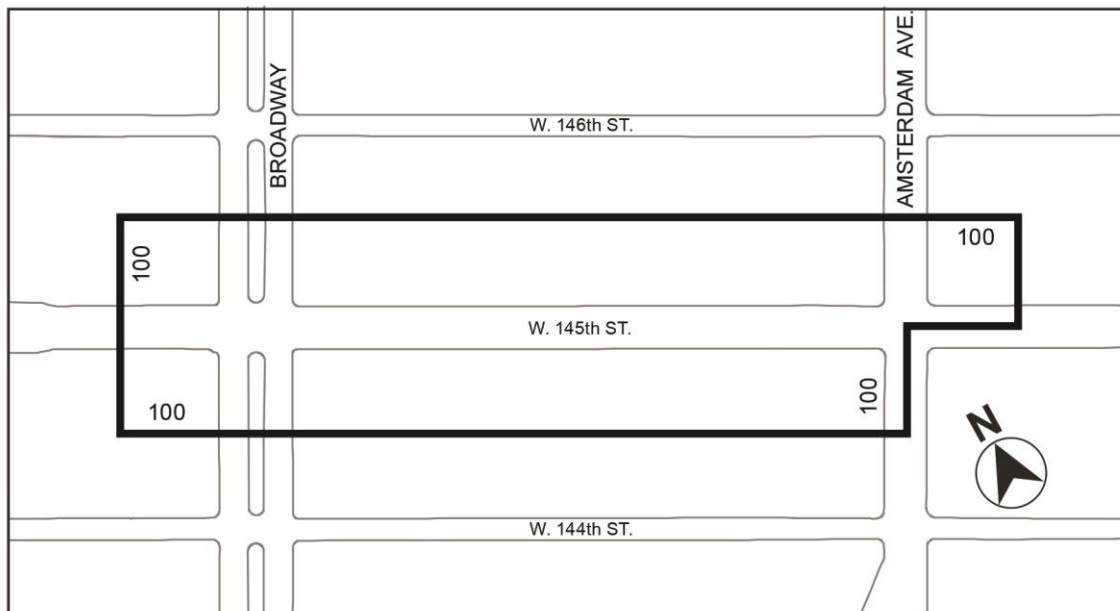 BROADWAY
AMSTERDAM AVE.
W. 146th ST.
100
100
W. 145th ST.
100
100
N
W. 144th ST.